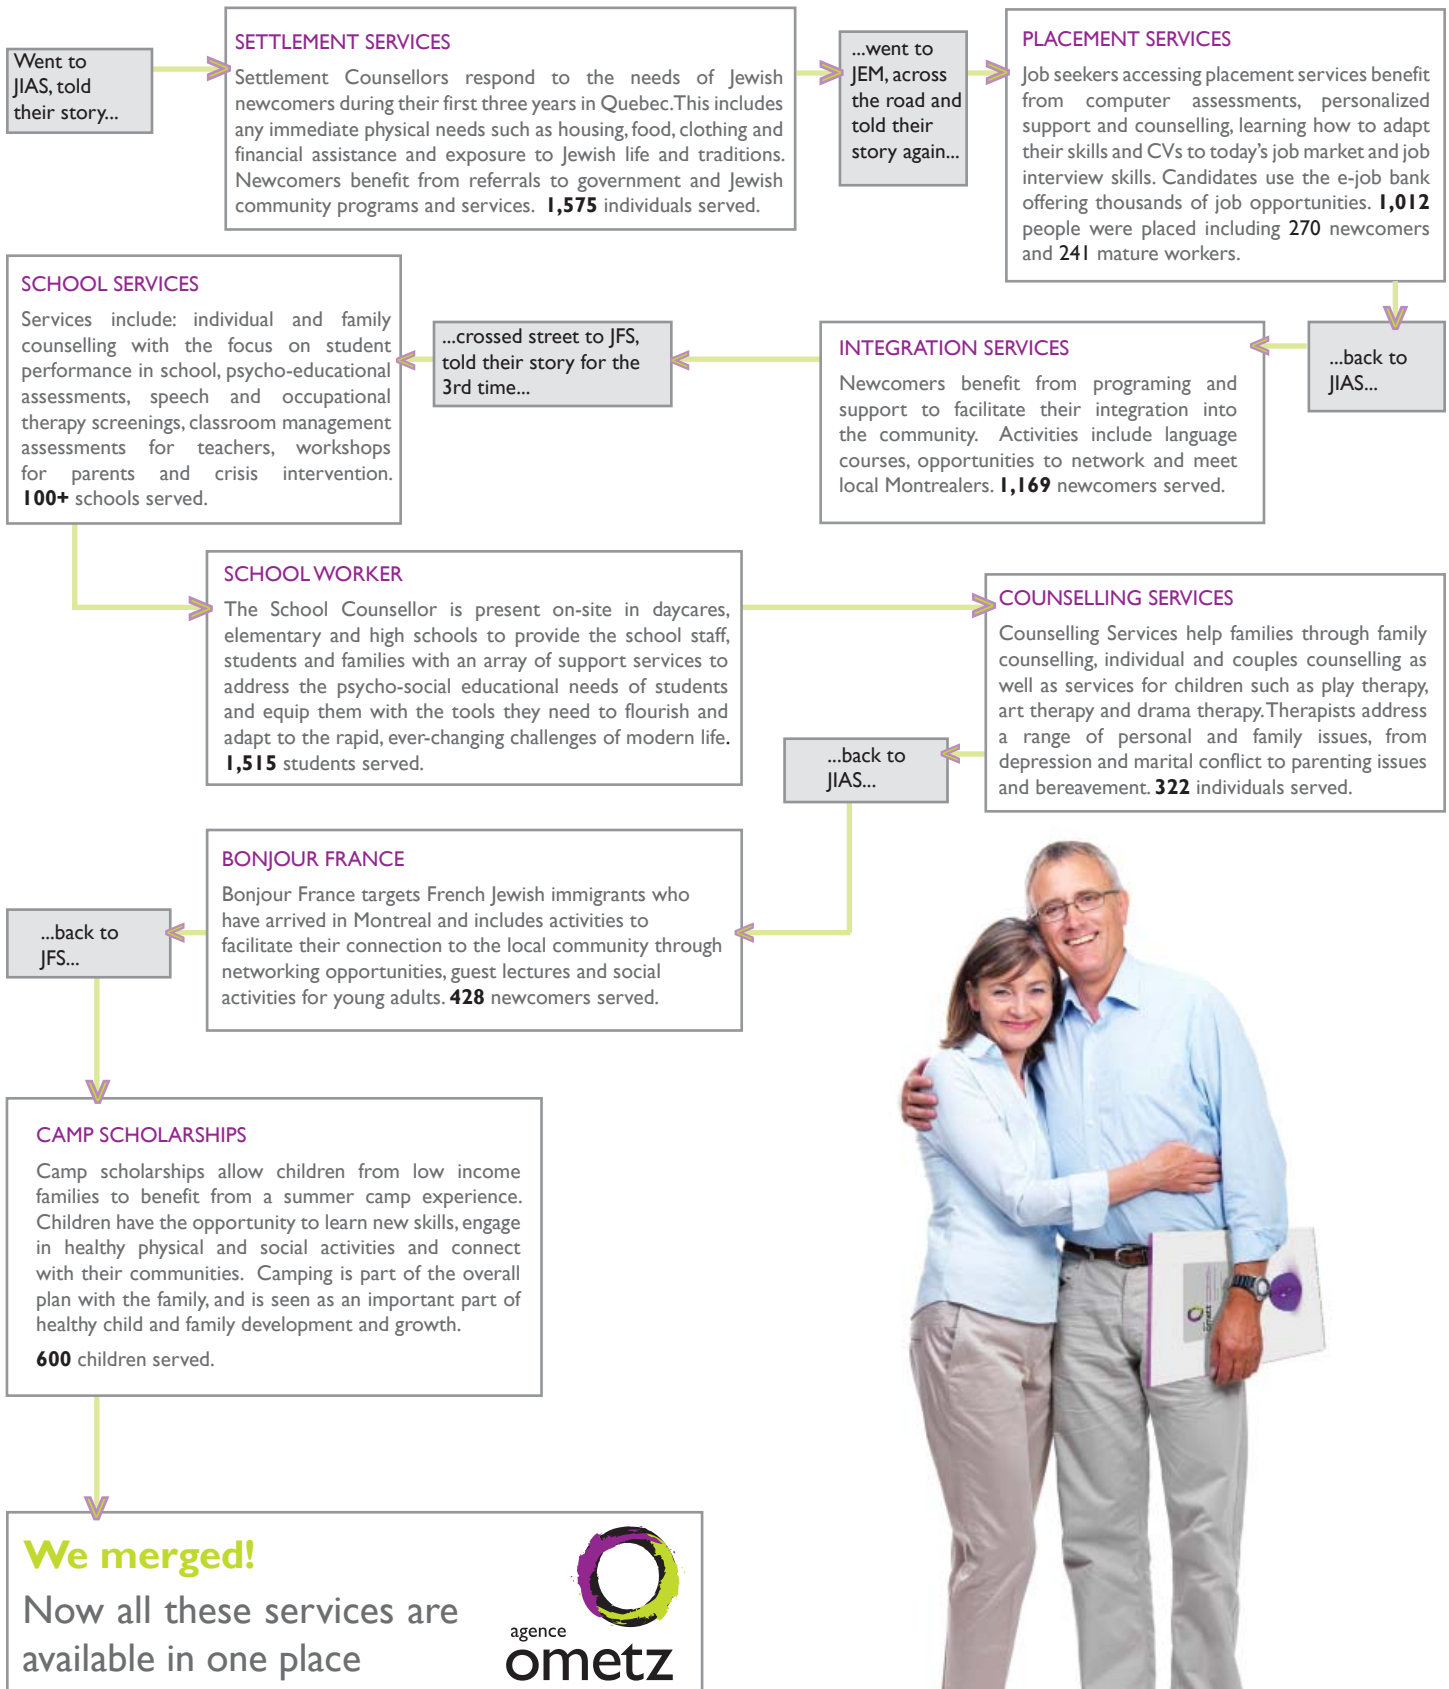 Went to
JIAS, told
their story...
SETTLEMENT SERVICES
Settlement Counsellors respond to the needs of Jewish
newcomers during their first three years in Quebec.This includes
any immediate physical needs such as housing, food, clothing and
financial assistance and exposure to Jewish life and traditions.
Newcomers benefit from referrals to government and Jewish
community programs and services. 1,575 individuals served.
...went to
JEM, across
the road and
told their
story again...
PLACEMENT SERVICES
Job seekers accessing placement services benefit
from computer assessments, personalized
support and counselling, learning how to adapt
their skills and CVs to today's job market and job
interview skills. Candidates use the e-job bank
offering thousands of job opportunities. 1,012
people were placed including 270 newcomers
and 241 mature workers.
...back to
JIAS...
INTEGRATION SERVICES
Newcomers benefit from programing and
support to facilitate their integration into
the community. Activities include language
courses, opportunities to network and meet
local Montrealers. 1,169 newcomers served.
...crossed street to JFS,
told their story for the
3rd time...
SCHOOL SERVICES
Services include: individual and family
counselling with the focus on student
performance in school, psycho-educational
assessments, speech and occupational
therapy screenings, classroom management
assessments for teachers, workshops
for parents and crisis intervention.
100+ schools served.
SCHOOL WORKER
The School Counsellor is present on-site in daycares,
elementary and high schools to provide the school staff,
students and families with an array of support services to
address the psycho-social educational needs of students
and equip them with the tools they need to flourish and
adapt to the rapid, ever-changing challenges of modern life.
1,515 students served.
COUNSELLING SERVICES
Counselling Services help families through family
counselling, individual and couples counselling as
well as services for children such as play therapy,
art therapy and drama therapy.Therapists address
a range of personal and family issues, from
depression and marital conflict to parenting issues
and bereavement. 322 individuals served.
...back to
JIAS...
BONJOUR FRANCE
Bonjour France targets French Jewish immigrants who
have arrived in Montreal and includes activities to
facilitate their connection to the local community through
networking opportunities, guest lectures and social
activities for young adults. 428 newcomers served.
...back to
JFS...
CAMP SCHOLARSHIPS
Camp scholarships allow children from low income
families to benefit from a summer camp experience.
Children have the opportunity to learn new skills, engage
in healthy physical and social activities and connect
with their communities. Camping is part of the overall
plan with the family, and is seen as an important part of
healthy child and family development and growth.
600 children served.
We merged!
Now all these services are
available in one place
agence
ometz
ometz